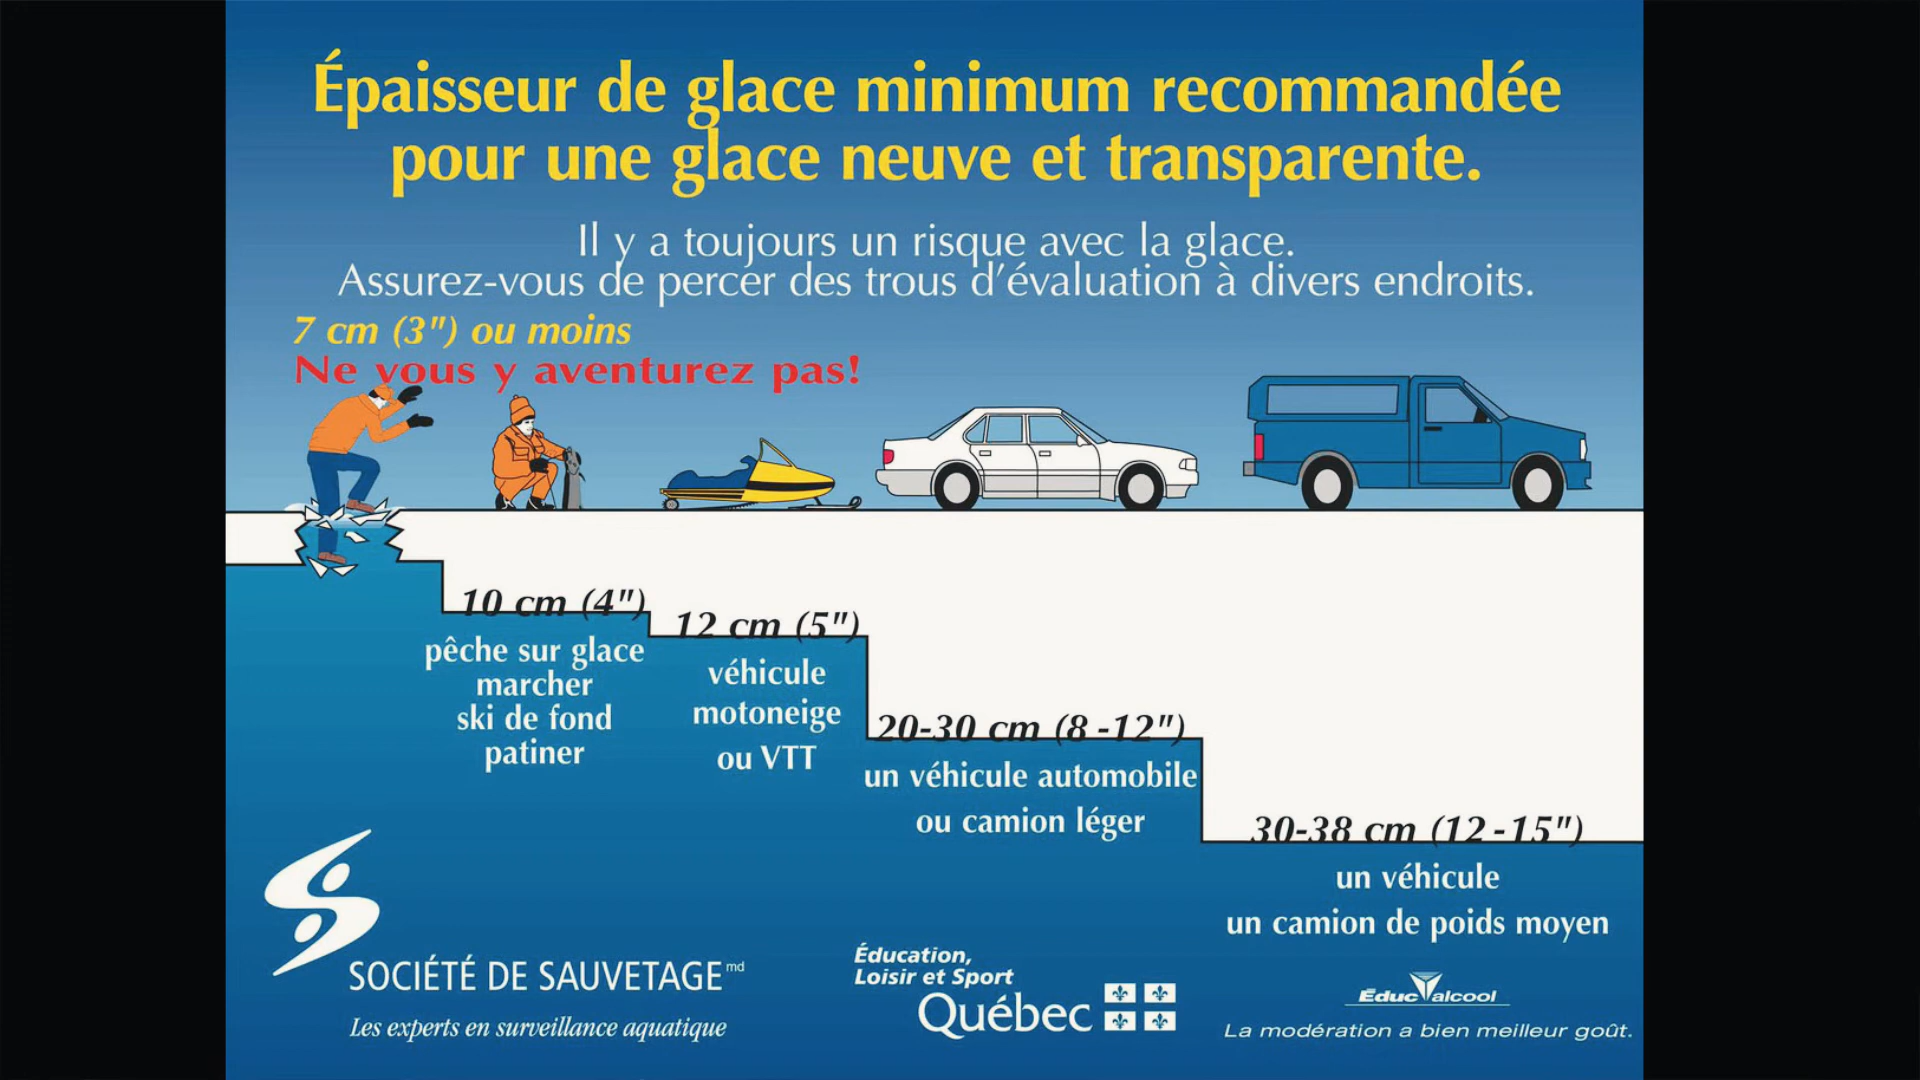 Épaisseur de glace minimum recommandée
pour une glace neuve et transparente.
Il y a toujours un risque avec la glace.
Assurez-vous de percer des trous d'évaluation à divers endroits.
7 cm (3") ou moins
Ne vous y aventurez pas!
10 cm (4")
pêche sur glace
marcher
ski de fond
patiner
12 cm (5")
véhicule
motoneige
ou VTT
20-30 cm (8 -12")
un véhicule automobile
ou camion léger
30-38 cm (12 -15")
un véhicule
un camion de poids moyen
SOCIÉTÉ DE SAUVETAGE md
Les experts en surveillance aquatique
Éducation,
Loisir et Sport
Québec
Éduc alcool
La modération a bien meilleur goût.